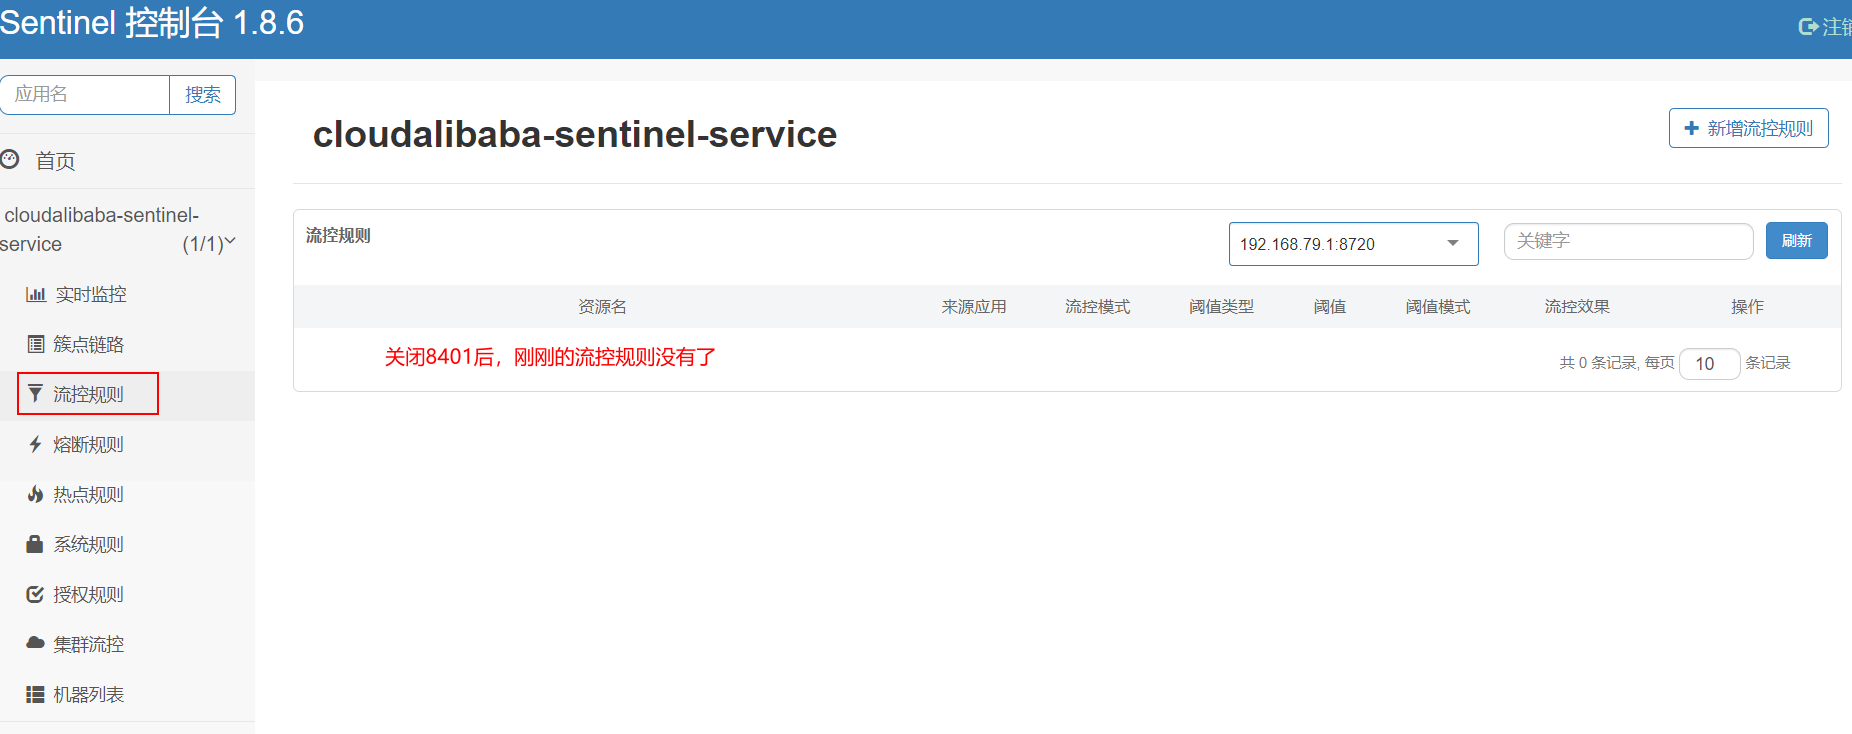 Sentinel 控制台 1.8.6
注销
应用名
搜索
首页
cloudalibaba-sentinel-
service
(1/1)
实时监控
簇点链路
流控规则
熔断规则
热点规则
系统规则
授权规则
集群流控
机器列表
cloudalibaba-sentinel-service
新增流控规则
流控规则
192.168.79.1:8720
关键字
刷新
资源名 来源应用 流控模式 阈值类型 阈值 阈值模式 流控效果 操作
关闭8401后，刚刚的流控规则没有了
共 0 条记录, 每页 10 条记录